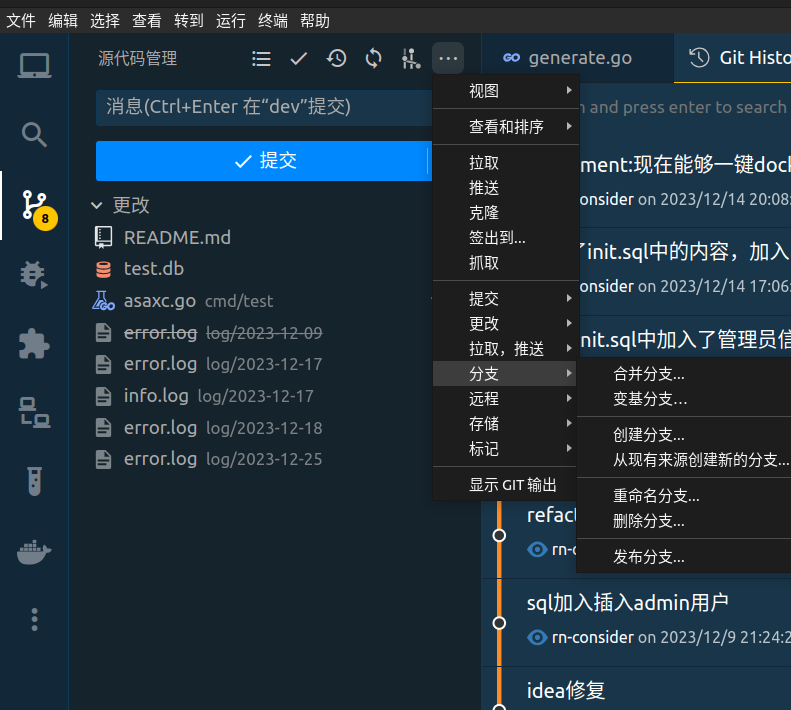 文件 编辑 选择 查看 转到 运行 终端 帮助
源代码管理
generate.go
Git Histo
消息(Ctrl+Enter 在“dev”提交)
提交
更改
README.md
test.db
asaxc.go cmd/test
error.log log/2023-12-09
error.log log/2023-12-17
info.log log/2023-12-17
error.log log/2023-12-18
error.log log/2023-12-25
8
视图
查看和排序
拉取
推送
克隆
签出到...
抓取
提交
更改
拉取，推送
分支
远程
存储
标记
显示 GIT 输出
合并分支...
变基分支...
创建分支...
从现有来源创建新的分支...
重命名分支...
删除分支...
发布分支...
and press enter to search
ment:现在能够一键dock
onsider on 2023/12/14 20:08:
init.sql中的内容，加入
onsider on 2023/12/14 17:06:
nit.sql中加入了管理员信
refact
rn-c
sql加入插入admin用户
rn-consider on 2023/12/9 21:24:2
idea修复